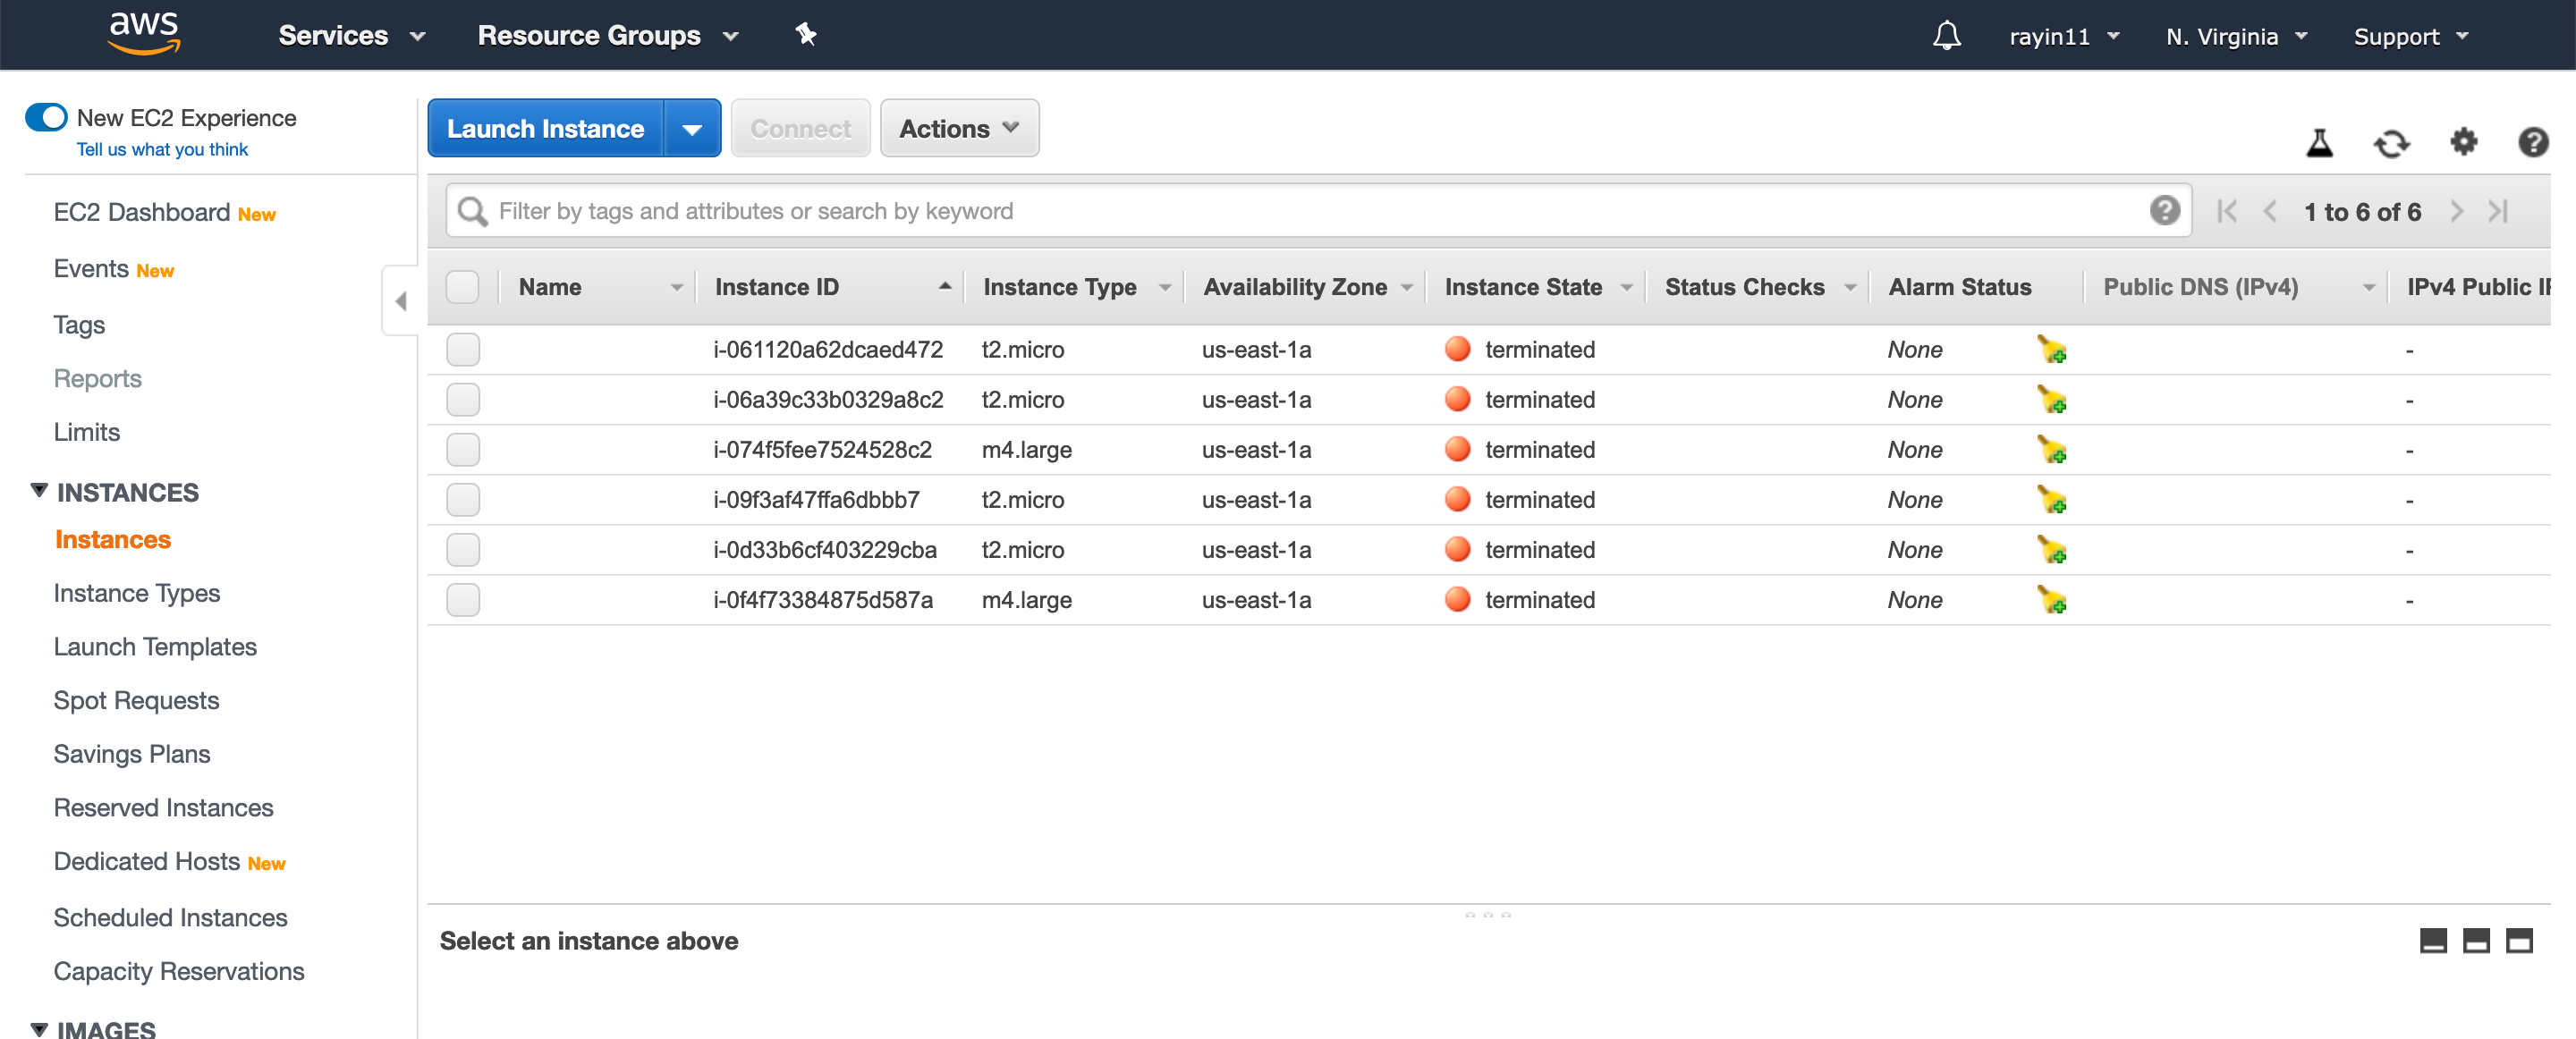 aws Services Resource Groups rayin11 N. Virginia Support
New EC2 Experience
Tell us what you think
EC2 Dashboard New
Events New
Tags
Reports
Limits
INSTANCES
Instances
Instance Types
Launch Templates
Spot Requests
Savings Plans
Reserved Instances
Dedicated Hosts New
Scheduled Instances
Capacity Reservations
IMAGES
Launch Instance Connect Actions
Filter by tags and attributes or search by keyword 1 to 6 of 6
Name Instance ID Instance Type Availability Zone Instance State Status Checks Alarm Status Public DNS (IPv4) IPv4 Public
i-061120a62dcaed472 t2.micro us-east-1a terminated None -
i-06a39c33b0329a8c2 t2.micro us-east-1a terminated None -
i-074f5fee7524528c2 m4.large us-east-1a terminated None -
i-09f3af47ffa6dbbb7 t2.micro us-east-1a terminated None -
i-0d33b6cf403229cba t2.micro us-east-1a terminated None -
i-0f4f73384875d587a m4.large us-east-1a terminated None -
Select an instance above